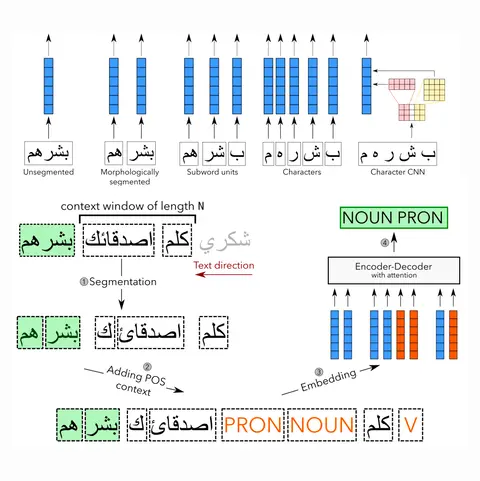 بشرهم
بشر هم
ب شر هم
ب ش ر ه م
ب ش ر ه م
Unsegmented
Morphologically
segmented
Subword units
Characters
Character CNN
context window of length N
شكري كلم اصدقائك بشرهم
Text direction
① Segmentation
كلم اصدقائ ك بشر هم
② Adding POS
context
V كلم NOUN PRON اصدقائ ك بشر هم
③ Embedding
Encoder-Decoder
with attention
④
NOUN PRON